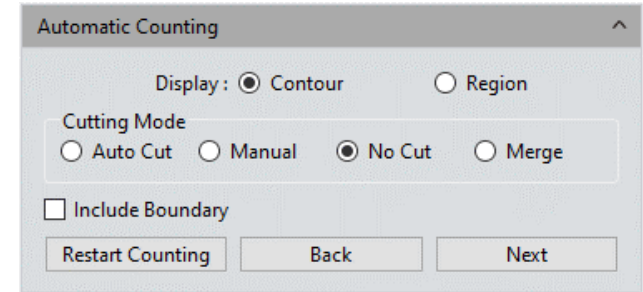 Automatic Counting
Display : Contour Region
Cutting Mode
Auto Cut Manual No Cut Merge
Include Boundary
Restart Counting Back Next